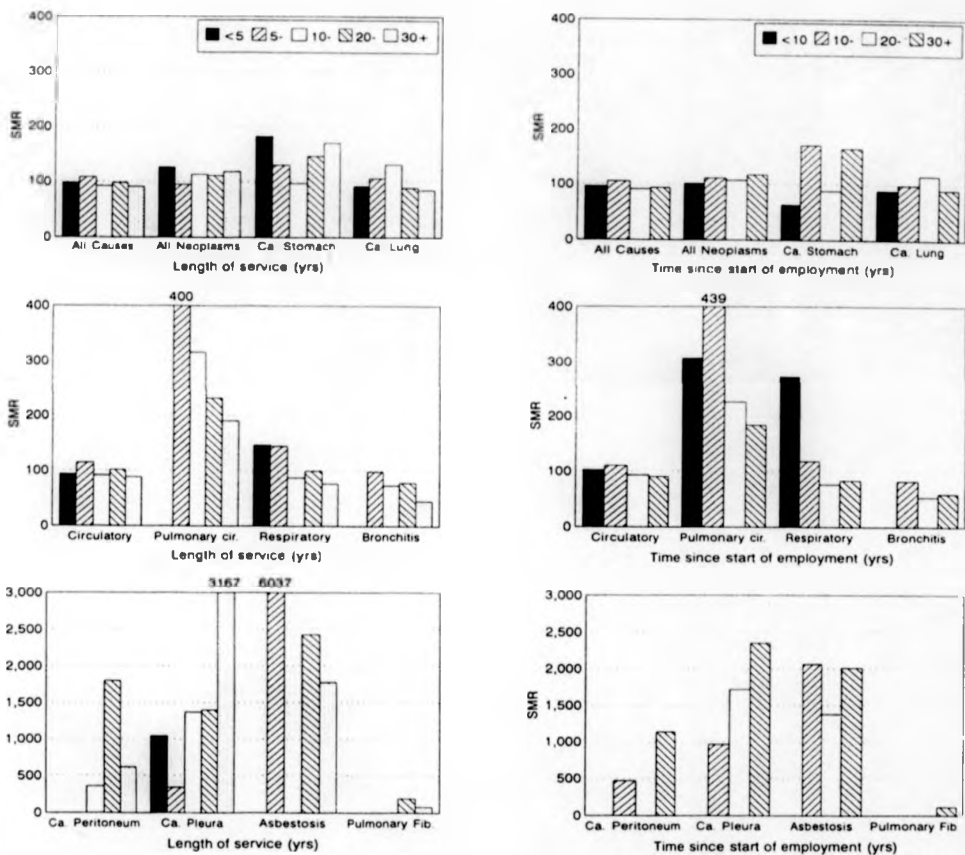 400
300
200
100
0
SMR
<5 5- 10- 20- 30+
All Causes All Neoplasms Ca. Stomach Ca. Lung
Length of service (yrs)
400
300
200
100
0
SMR
<10 10- 20- 30+
All Causes All Neoplasms Ca. Stomach Ca. Lung
Time since start of employment (yrs)
400
400
300
200
100
0
SMR
Circulatory Pulmonary cir. Respiratory Bronchitis
Length of service (yrs)
439
400
300
200
100
0
SMR
Circulatory Pulmonary cir. Respiratory Bronchitis
Time since start of employment (yrs)
3167 6037
3,000
2,500
2,000
1,500
1,000
500
0
Ca. Peritoneum Ca. Pleura Asbestosis Pulmonary Fib.
Length of service (yrs)
3,000
2,500
2,000
1,500
1,000
500
0
SMR
Ca. Peritoneum Ca. Pleura Asbestosis Pulmonary Fib
Time since start of employment (yrs)